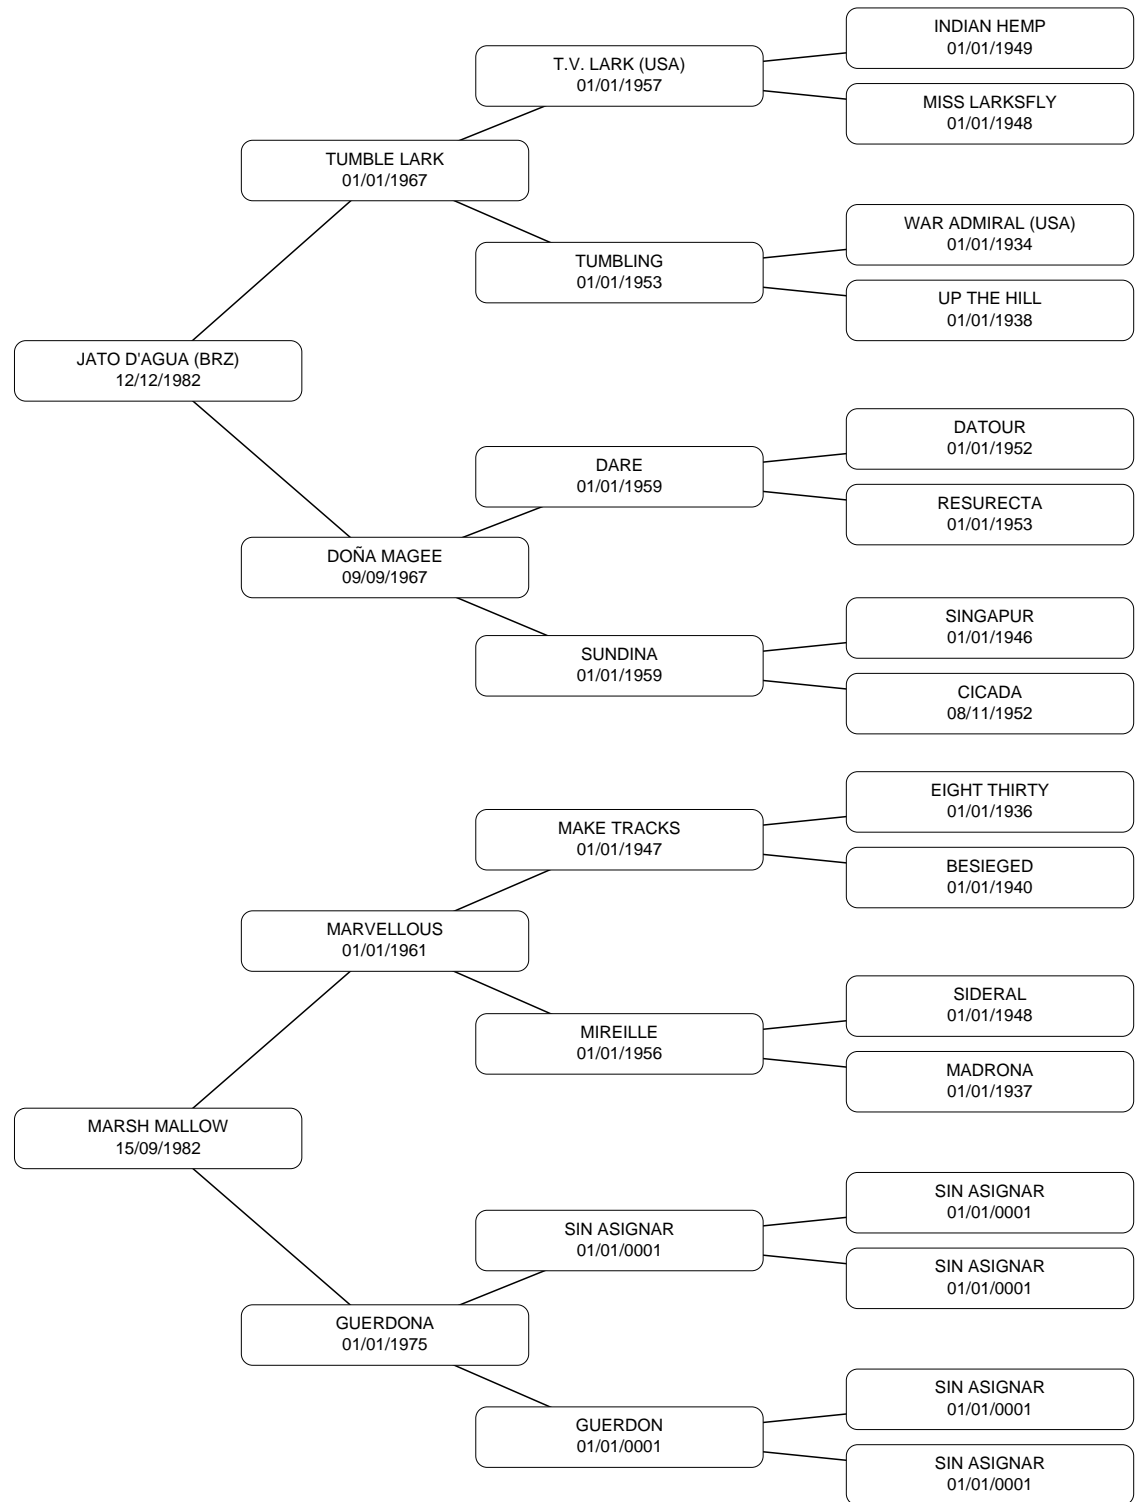 INDIAN HEMP
01/01/1949
T.V. LARK (USA)
01/01/1957
MISS LARKSFLY
01/01/1948
TUMBLE LARK
01/01/1967
WAR ADMIRAL (USA)
01/01/1934
TUMBLING
01/01/1953
UP THE HILL
01/01/1938
JATO D'AGUA (BRZ)
12/12/1982
DATOUR
01/01/1952
DARE
01/01/1959
RESURECTA
01/01/1953
DOÑA MAGEE
09/09/1967
SINGAPUR
01/01/1946
SUNDINA
01/01/1959
CICADA
08/11/1952
EIGHT THIRTY
01/01/1936
MAKE TRACKS
01/01/1947
BESIEGED
01/01/1940
MARVELLOUS
01/01/1961
SIDERAL
01/01/1948
MIREILLE
01/01/1956
MADRONA
01/01/1937
MARSH MALLOW
15/09/1982
SIN ASIGNAR
01/01/0001
SIN ASIGNAR
01/01/0001
SIN ASIGNAR
01/01/0001
GUERDONA
01/01/1975
SIN ASIGNAR
01/01/0001
GUERDON
01/01/0001
SIN ASIGNAR
01/01/0001